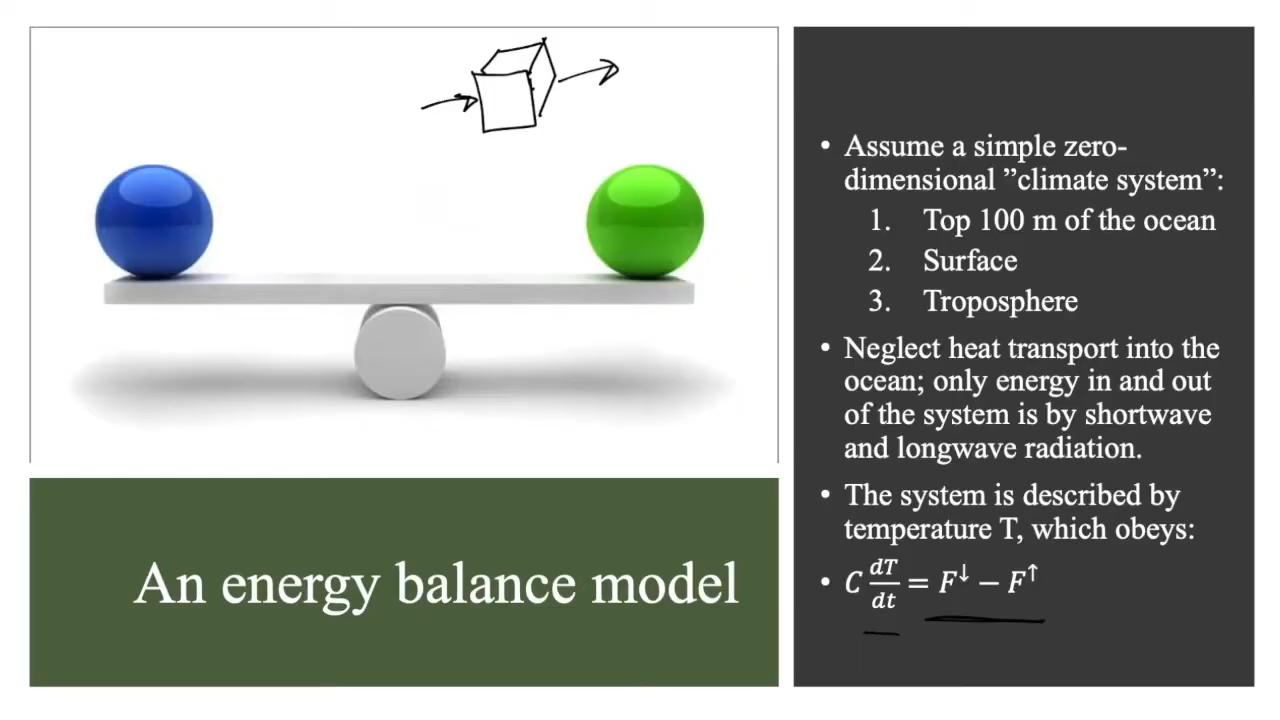 An energy balance model
• Assume a simple zero-
dimensional ”climate system”:
1. Top 100 m of the ocean
2. Surface
3. Troposphere
• Neglect heat transport into the
ocean; only energy in and out
of the system is by shortwave
and longwave radiation.
• The system is described by
temperature T, which obeys:
• C dT/dt = F↓ − F↑